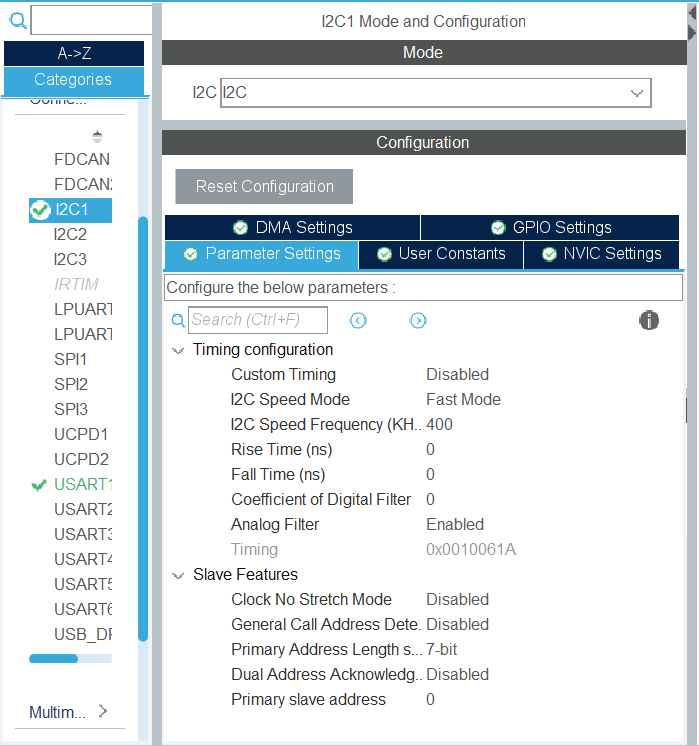 I2C1 Mode and Configuration
A->Z
Categories
Conne...
FDCAN1
FDCAN2
I2C1
I2C2
I2C3
IRTIM
LPUART
LPUART
SPI1
SPI2
SPI3
UCPD1
UCPD2
USART1
USART2
USART3
USART4
USART5
USART6
USB_DF
Multim...
Mode
I2C I2C
Configuration
Reset Configuration
DMA Settings GPIO Settings
Parameter Settings User Constants NVIC Settings
Configure the below parameters :
Search (Ctrl+F)
Timing configuration
Custom Timing Disabled
I2C Speed Mode Fast Mode
I2C Speed Frequency (KH.. 400
Rise Time (ns) 0
Fall Time (ns) 0
Coefficient of Digital Filter 0
Analog Filter Enabled
Timing 0x0010061A
Slave Features
Clock No Stretch Mode Disabled
General Call Address Dete.. Disabled
Primary Address Length s... 7-bit
Dual Address Acknowledg.. Disabled
Primary slave address 0